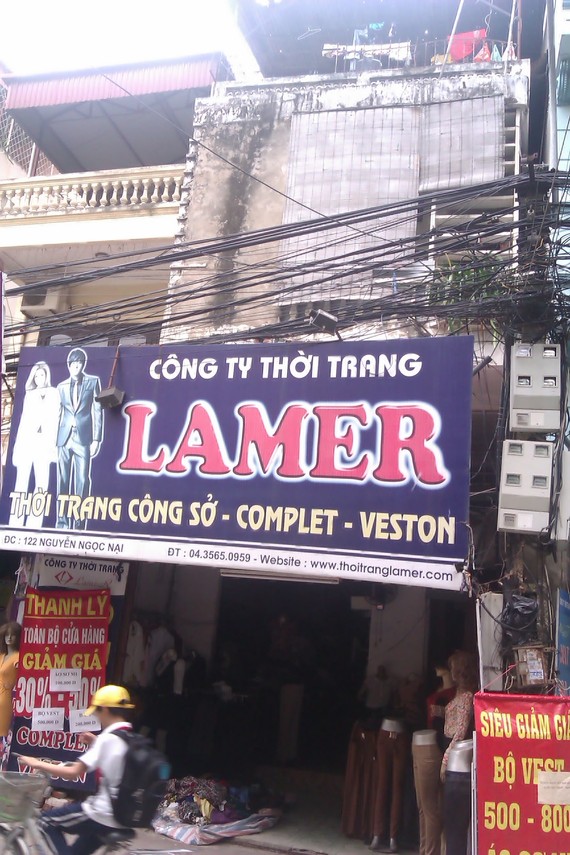 CÔNG TY THỜI TRANG
LAMER
THỜI TRANG CÔNG SỞ - COMPLET - VESTON
ĐC : 122 NGUYỄN NGỌC NẠI
ĐT : 04.3565.0959 - Website : www.thoitranglamer.com
CÔNG TY THỜI TRANG
THANH LÝ
TOÀN BỘ CỬA HÀNG
GIẢM GIÁ
30%
COMPLE
VESTON
SIÊU GIẢM GIÁ
BỘ VEST
500 - 800